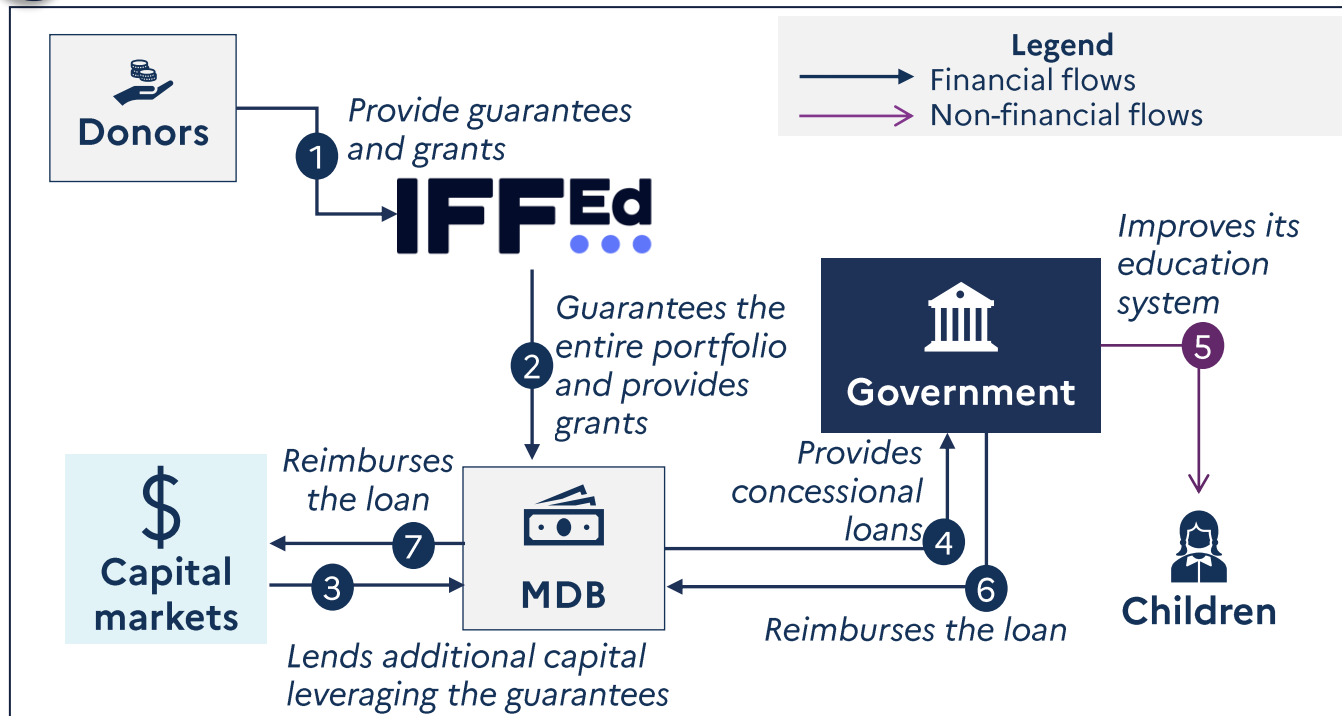 Legend
Financial flows
Non-financial flows
Donors
1
Provide guarantees
and grants
IFFEd
2
Guarantees the
entire portfolio
and provides
grants
Government
Improves its
education
system
5
Children
$
Capital
markets
Reimburses
the loan
7
3
Lends additional capital
leveraging the guarantees
MDB
Provides
concessional
loans
4
6
Reimburses the loan